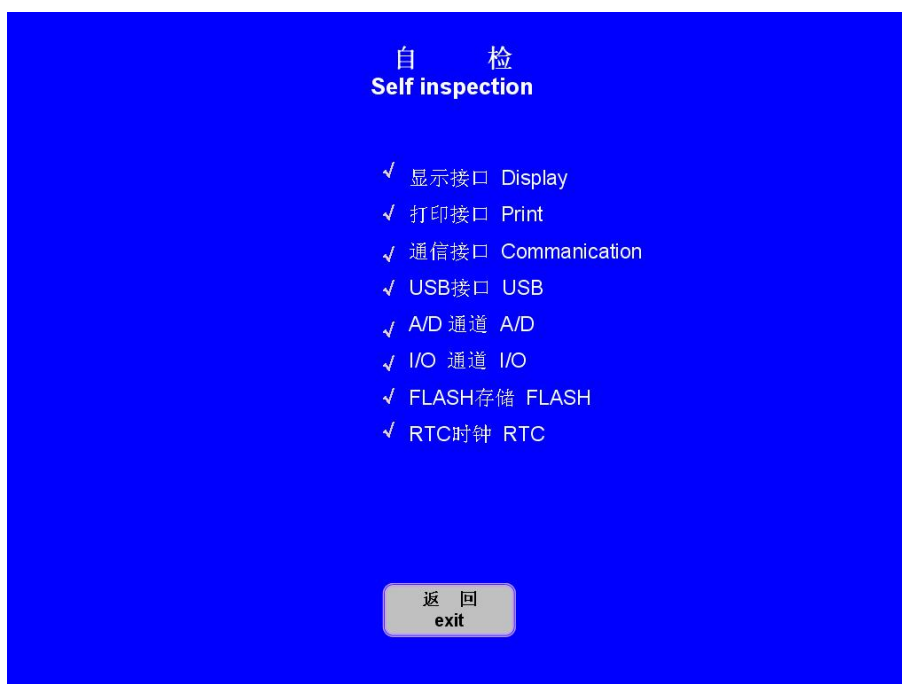 自 检
Self inspection
√ 显示接口 Display
√ 打印接口 Print
√ 通信接口 Commanication
√ USB接口 USB
√ A/D 通道 A/D
√ I/O 通道 I/O
√ FLASH存储 FLASH
√ RTC时钟 RTC
返 回
exit